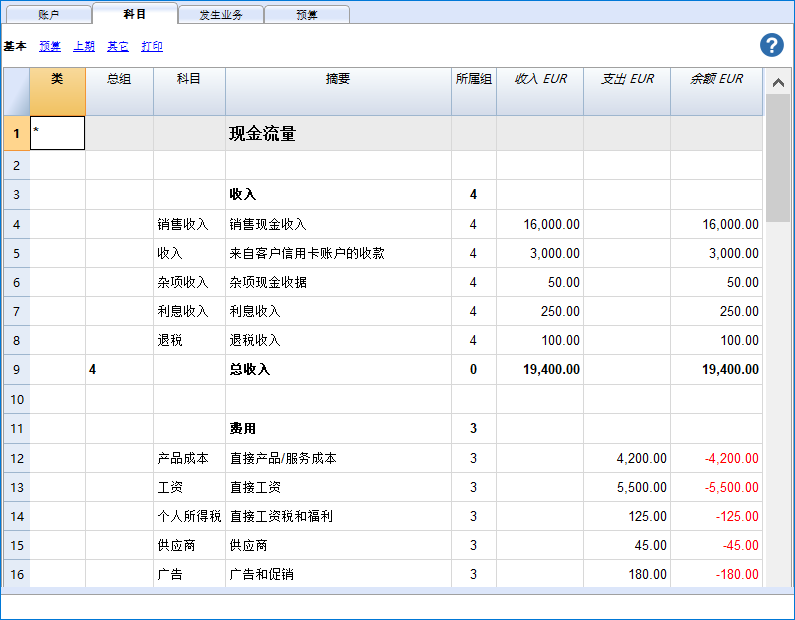 账户 科目 发生业务 预算
基本 预算 上期 其它 打印 ?
类 总组 科目 摘要 所属组 收入 EUR 支出 EUR 余额 EUR
1 * 现金流量
2
3 收入 4
4 销售收入 销售现金收入 4 16,000.00 16,000.00
5 收入 来自客户信用卡账户的收款 4 3,000.00 3,000.00
6 杂项收入 杂项现金收据 4 50.00 50.00
7 利息收入 利息收入 4 250.00 250.00
8 退税 退税收入 4 100.00 100.00
9 4 总收入 0 19,400.00 19,400.00
10
11 费用 3
12 产品成本 直接产品/服务成本 3 4,200.00 -4,200.00
13 工资 直接工资 3 5,500.00 -5,500.00
14 个人所得税 直接工资税和福利 3 125.00 -125.00
15 供应商 供应商 3 45.00 -45.00
16 广告 广告和促销 3 180.00 -180.00